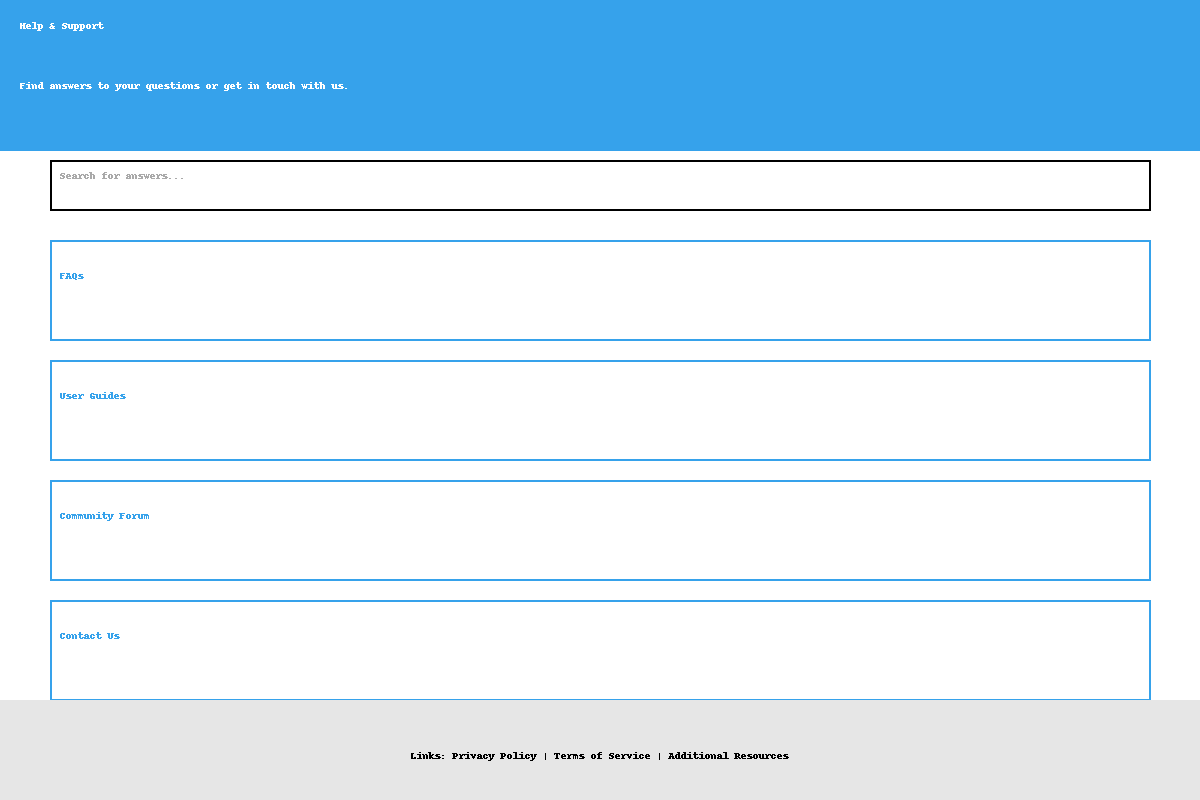 Help & Support
Find answers to your questions or get in touch with us.
Search for answers...
FAQs
User Guides
Community Forum
Contact Us
Links: Privacy Policy | Terms of Service | Additional Resources